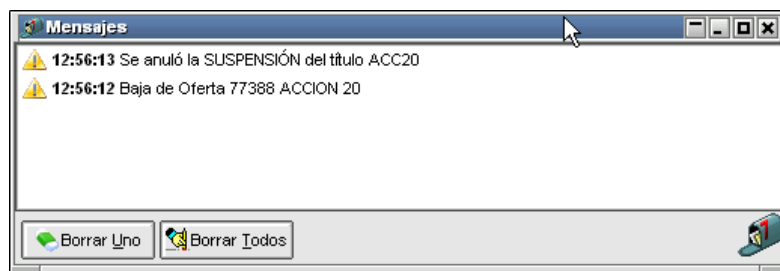 Mensajes
12:56:13 Se anuló la SUSPENSIÓN del título ACC20
12:56:12 Baja de Oferta 77388 ACCION 20
Borrar Uno Borrar Todos